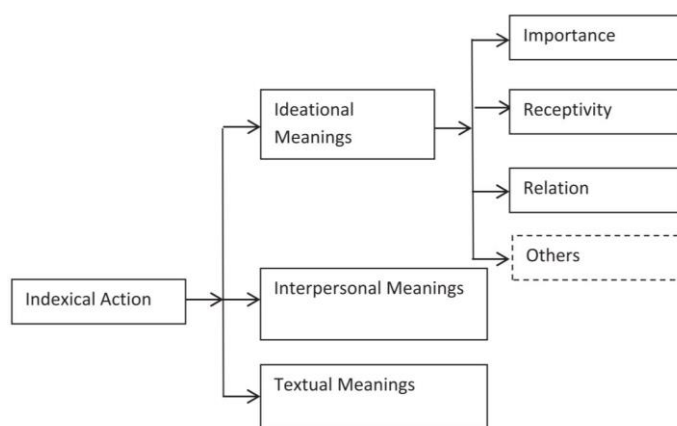 Importance
Ideational
Meanings
Receptivity
Relation
Others
Indexical Action
Interpersonal Meanings
Textual Meanings